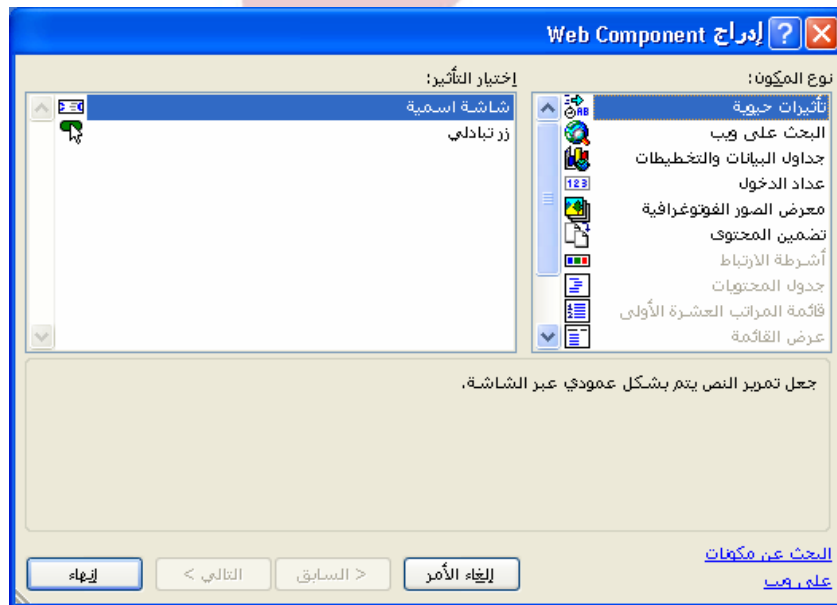 إدراج Web Component
نوع المكون:
تأثيرات حيوية
البحث على ويب
جداول البيانات والتخطيطات
عداد الدخول
معرض الصور الفوتوغرافية
تضمين المحتوى
أشرطة الارتباط
جدول المحتويات
قائمة المراتب العشرة الأولى
عرض القائمة
إختيار التأثير:
شاشة اسمية
زر تبادلي
جعل تمرير النص يتم بشكل عمودي عبر الشاشة.
البحث عن مكونات
على ويب
إلغاء الأمر
< السابق
التالي >
إنهاء